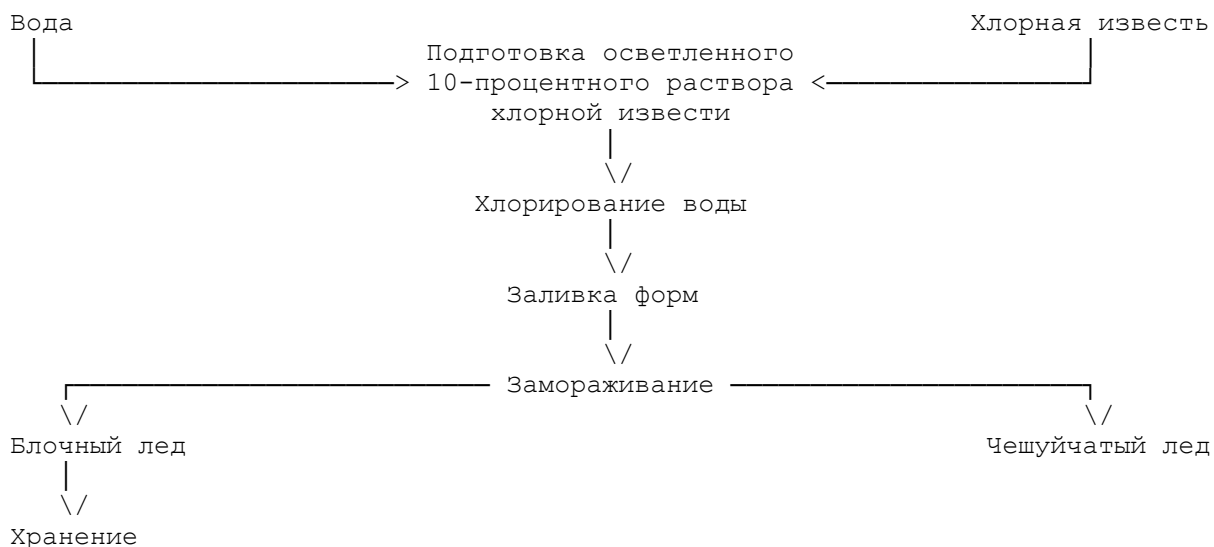 Вода Хлорная известь
Подготовка осветленного
10-процентного раствора
хлорной извести
Хлорирование воды
Заливка форм
Замораживание
Блочный лед Чешуйчатый лед
Хранение